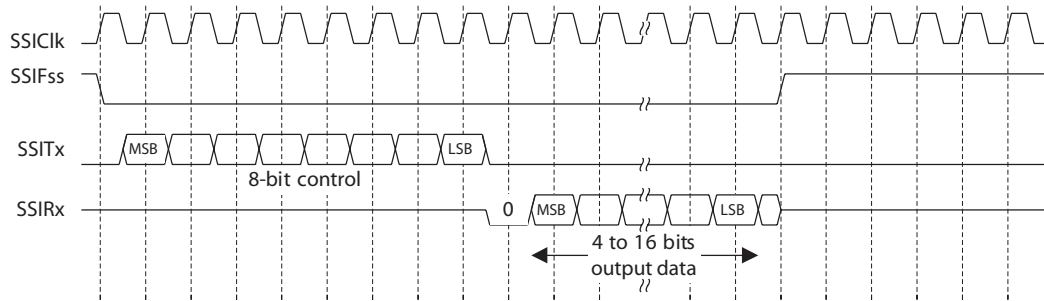 SSIClk
SSIFss
SSITx
MSB
LSB
8-bit control
SSIRx
0
MSB
LSB
4 to 16 bits
output data